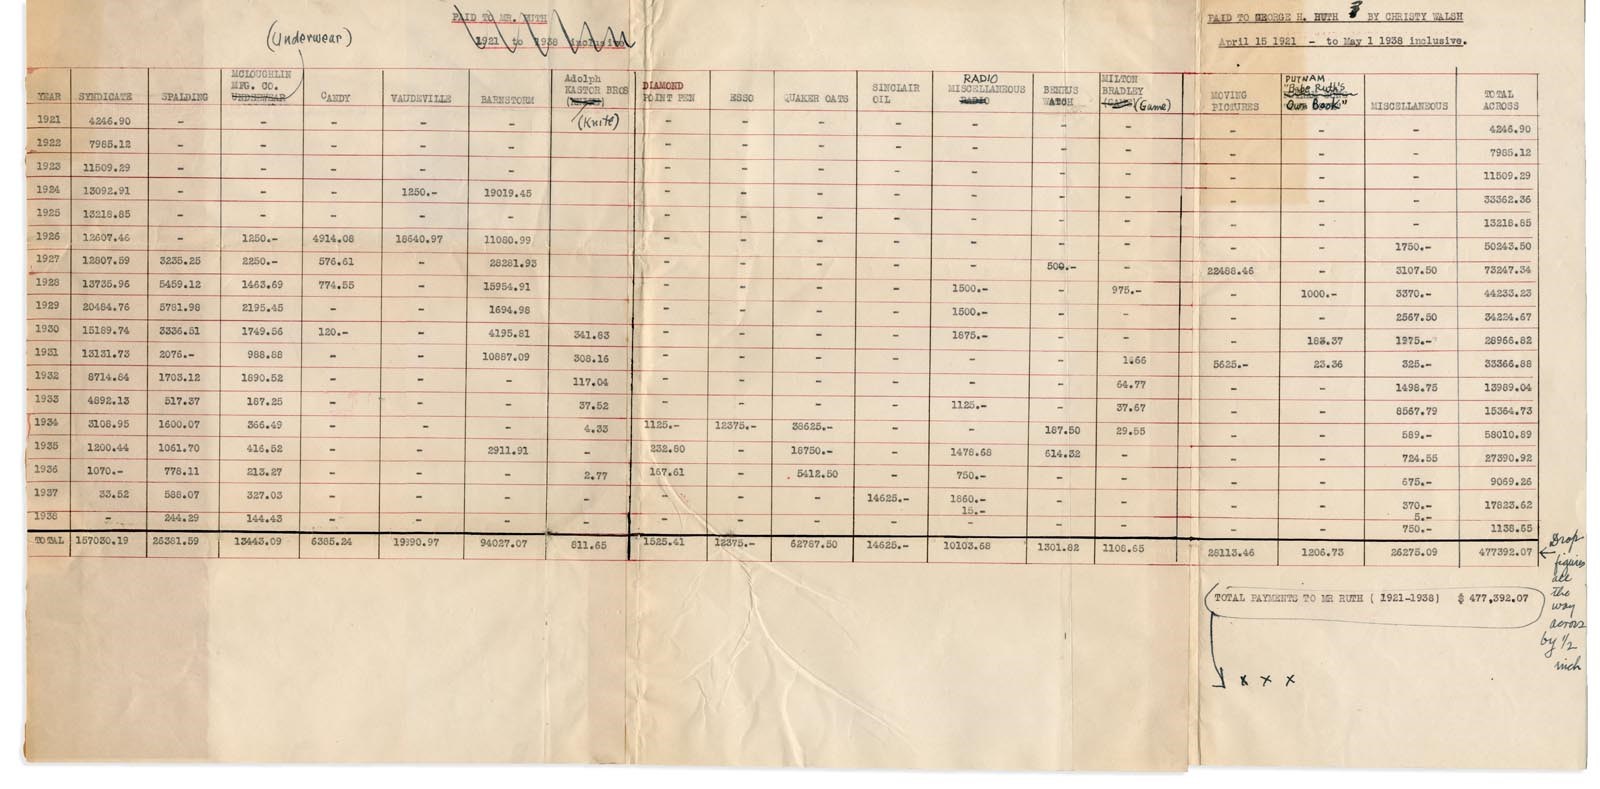 PAID TO MR. RUTH
1921 to 1938 inclusive
(Underwear)
PAID TO GEORGE H. RUTH BY CHRISTY WALSH
April 15 1921 - to May 1 1938 inclusive.
YEAR SYNDICATE SPALDING MCLOUGHLIN MFG. CO. UNDERWEAR CANDY VAUDEVILLE BARNSTORM Adolph KASTOR BROS (Knife) DIAMOND POINT PEN ESSO QUAKER OATS SINCLAIR OIL RADIO MISCELLANEOUS RADIO BENRUS WATCH MILTON BRADLEY (Game) MOVING PICTURES PUTNAM "Babe Ruth's Own Book" MISCELLANEOUS TOTAL ACROSS
1921 4246.90 - - - - - - - - - - - - - - - 4246.90
1922 7985.12 - - - - - - - - - - - - - - - 7985.12
1923 11509.29 - - - - - - - - - - - - - - - 11509.29
1924 13092.91 - - - 1250.- 19019.45 - - - - - - - - - - 33362.36
1925 13218.85 - - - - - - - - - - - - - - - 13218.85
1926 12607.46 - 1250.- 4914.08 18640.97 11080.99 - - - - - - - - - 1750.- 50243.50
1927 12807.59 3235.25 2250.- 576.61 - 28281.93 - - - - - 500.- - 22488.46 - 3107.50 73247.34
1928 13735.96 5459.12 1463.69 774.55 - 15954.91 - - - - 1500.- - 975.- - 1000.- 3370.- 44233.23
1929 20484.76 5781.98 2195.45 - - 1694.98 - - - - 1500.- - - - - 2567.50 34224.67
1930 15189.74 3336.51 1749.56 120.- - 4195.81 341.83 - - - - 1875.- - - - 183.37 1975.- 28966.82
1931 13131.73 2076.- 988.88 - - 10887.09 308.16 - - - - - - 1.66 5625.- 23.36 325.- 33366.88
1932 8714.84 1703.12 1890.52 - - - 117.04 - - - - - - 64.77 - - 1498.75 13989.04
1933 4892.13 517.37 187.25 - - - 37.52 - - - - 1125.- - 37.67 - - 8567.79 15364.73
1934 3108.95 1600.07 366.49 - - - 4.33 1125.- 12375.- 38625.- - - 187.50 29.55 - - 589.- 58010.89
1935 1200.44 1061.70 416.52 - - 2911.91 - 232.80 - 18750.- - 1478.68 614.32 - - - 724.55 27390.92
1936 1070.- 778.11 213.27 - - - 2.77 167.61 - 5412.50 - 750.- - - - - 675.- 9069.26
1937 33.52 588.07 327.03 - - - - - - - 14625.- 1860.- - - - - 370.- 17823.62
1938 - 244.29 144.43 - - - - - - - - 15.- - - - - 5.- 750.- 1138.65
TOTAL 157030.19 26381.59 13443.09 6385.24 19990.97 94027.07 811.65 1525.41 12375.- 62787.50 14625.- 10103.68 1301.82 1108.65 28113.46 1206.73 26275.09 477392.07
TOTAL PAYMENTS TO MR RUTH ( 1921-1938) $ 477,392.07
← Drop
figures
all
the
way
across
by 1/2
inch
x x x